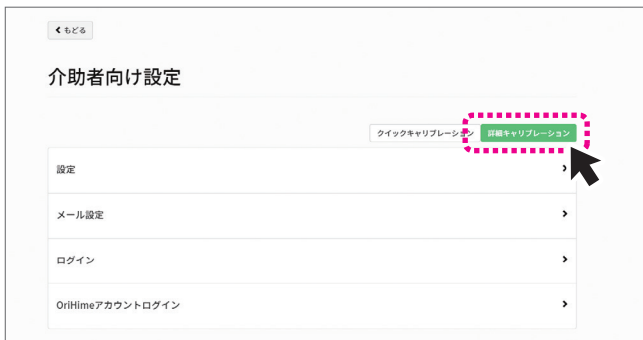 もどる
介助者向け設定
クイックキャリブレーション 詳細キャリブレーション
設定
メール設定
ログイン
OriHimeアカウントログイン